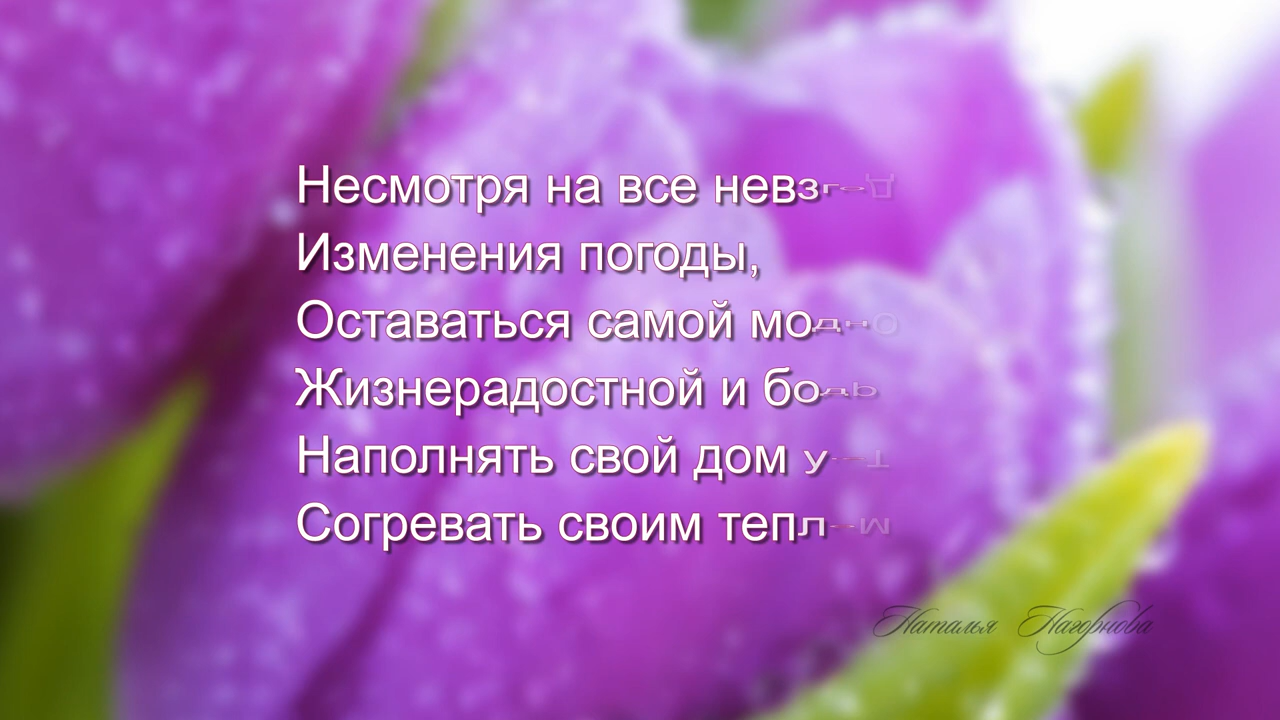 Несмотря на все
Изменения погоды,
Оставаться самой
Жизнерадостной и
Наполнять свой дом
Согревать своим
Наталья Нагорнова